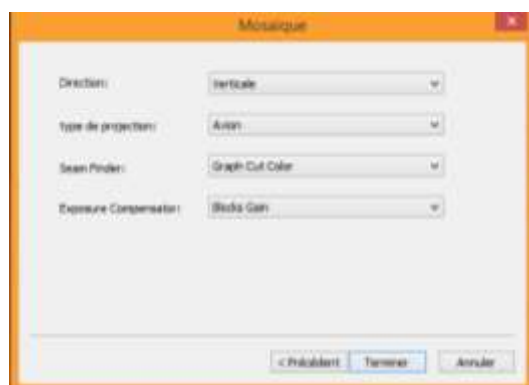 Mosaïque
Direction: Verticale
type de projection: Avion
Seam Finder: Graph Cut Color
Exposure Compensator: Blocks Gain
< Précédent Terminer Annuler